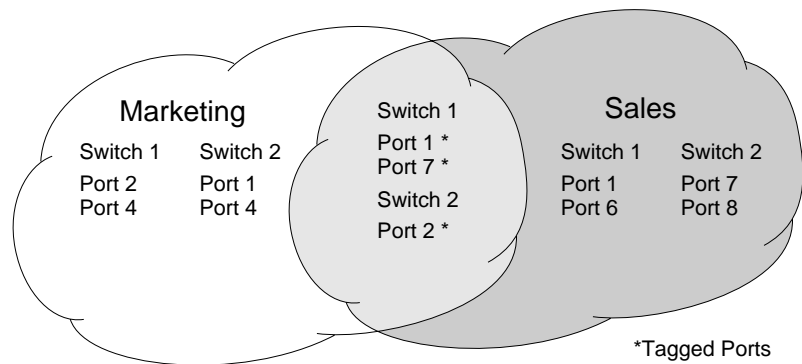 Marketing
Switch 1 Switch 2
Port 2 Port 1
Port 4 Port 4
Switch 1
Port 1 *
Port 7 *
Switch 2
Port 2 *
Sales
Switch 1 Switch 2
Port 1 Port 7
Port 6 Port 8
*Tagged Ports